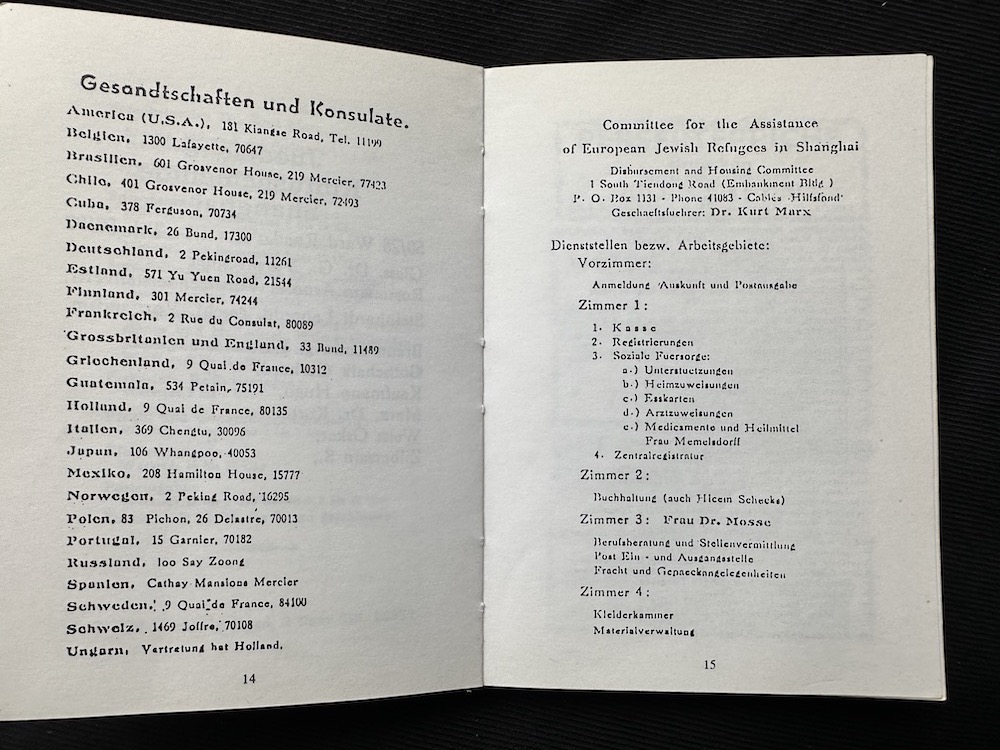 Gesandtschaften und Konsulate.
America (U.S.A.), 181 Kiangse Road, Tel. 11199
Belgien, 1300 Lafayette, 70647
Brasilien, 601 Grosvenor House, 219 Mercier, 77423
Chile, 401 Grosvenor House, 219 Mercier, 72493
Cuba, 378 Ferguson, 70734
Daenemark, 26 Bund, 17300
Deutschland, 2 Pekingroad, 11261
Estland, 571 Yu Yuen Road, 21544
Finnland, 301 Mercier, 74244
Frankreich, 2 Rue du Consulat, 80089
Grossbritanien und England, 33 Bund, 11489
Griechenland, 9 Quai de France, 10312
Guatemala, 534 Petain, 75191
Holland, 9 Quai de France, 80135
Italien, 369 Chengtu, 30096
Japan, 106 Whangpoo, 40053
Mexiko, 208 Hamilton House, 15777
Norwegen, 2 Peking Road, 16295
Polen, 83 Pichon, 26 Delastre, 70013
Portugal, 15 Garnier, 70182
Russland, 1oo Say Zoong
Spanien, Cathay Mansions Mercier
Schweden, 9 Quai de France, 84100
Schweiz, 1469 Joffre, 70108
Ungarn, Vertretung hat Holland.
14
Committee for the Assistance
of European Jewish Refugees in Shanghai
Disbursement and Housing Committee
1 South Tiendong Road (Embankment Bldg.)
P. O. Box 1131 - Phone 41083 - Cables "Hilfsfond"
Geschaeftsfuehrer: Dr. Kurt Marx
Dienststellen bezw. Arbeitsgebiete:
Vorzimmer:
Anmeldung Auskunft und Postausgabe
Zimmer 1:
1. Kasse
2. Registrierungen
3. Soziale Fuersorge:
a.) Unterstuetzungen
b.) Heimzuweisungen
c.) Esskarten
d.) Arztzuweisungen
e.) Medicamente und Heilmittel
Frau Memelsdorff
4. Zentralregistratur
Zimmer 2:
Buchhaltung (auch Hicem Schecks)
Zimmer 3: Frau Dr. Mosse
Berufsberatung und Stellenvermittlung
Post Ein - und Ausgangsstelle
Fracht und Gepaeckangelegenheiten
Zimmer 4:
Kleiderkammer
Materialverwaltung
15